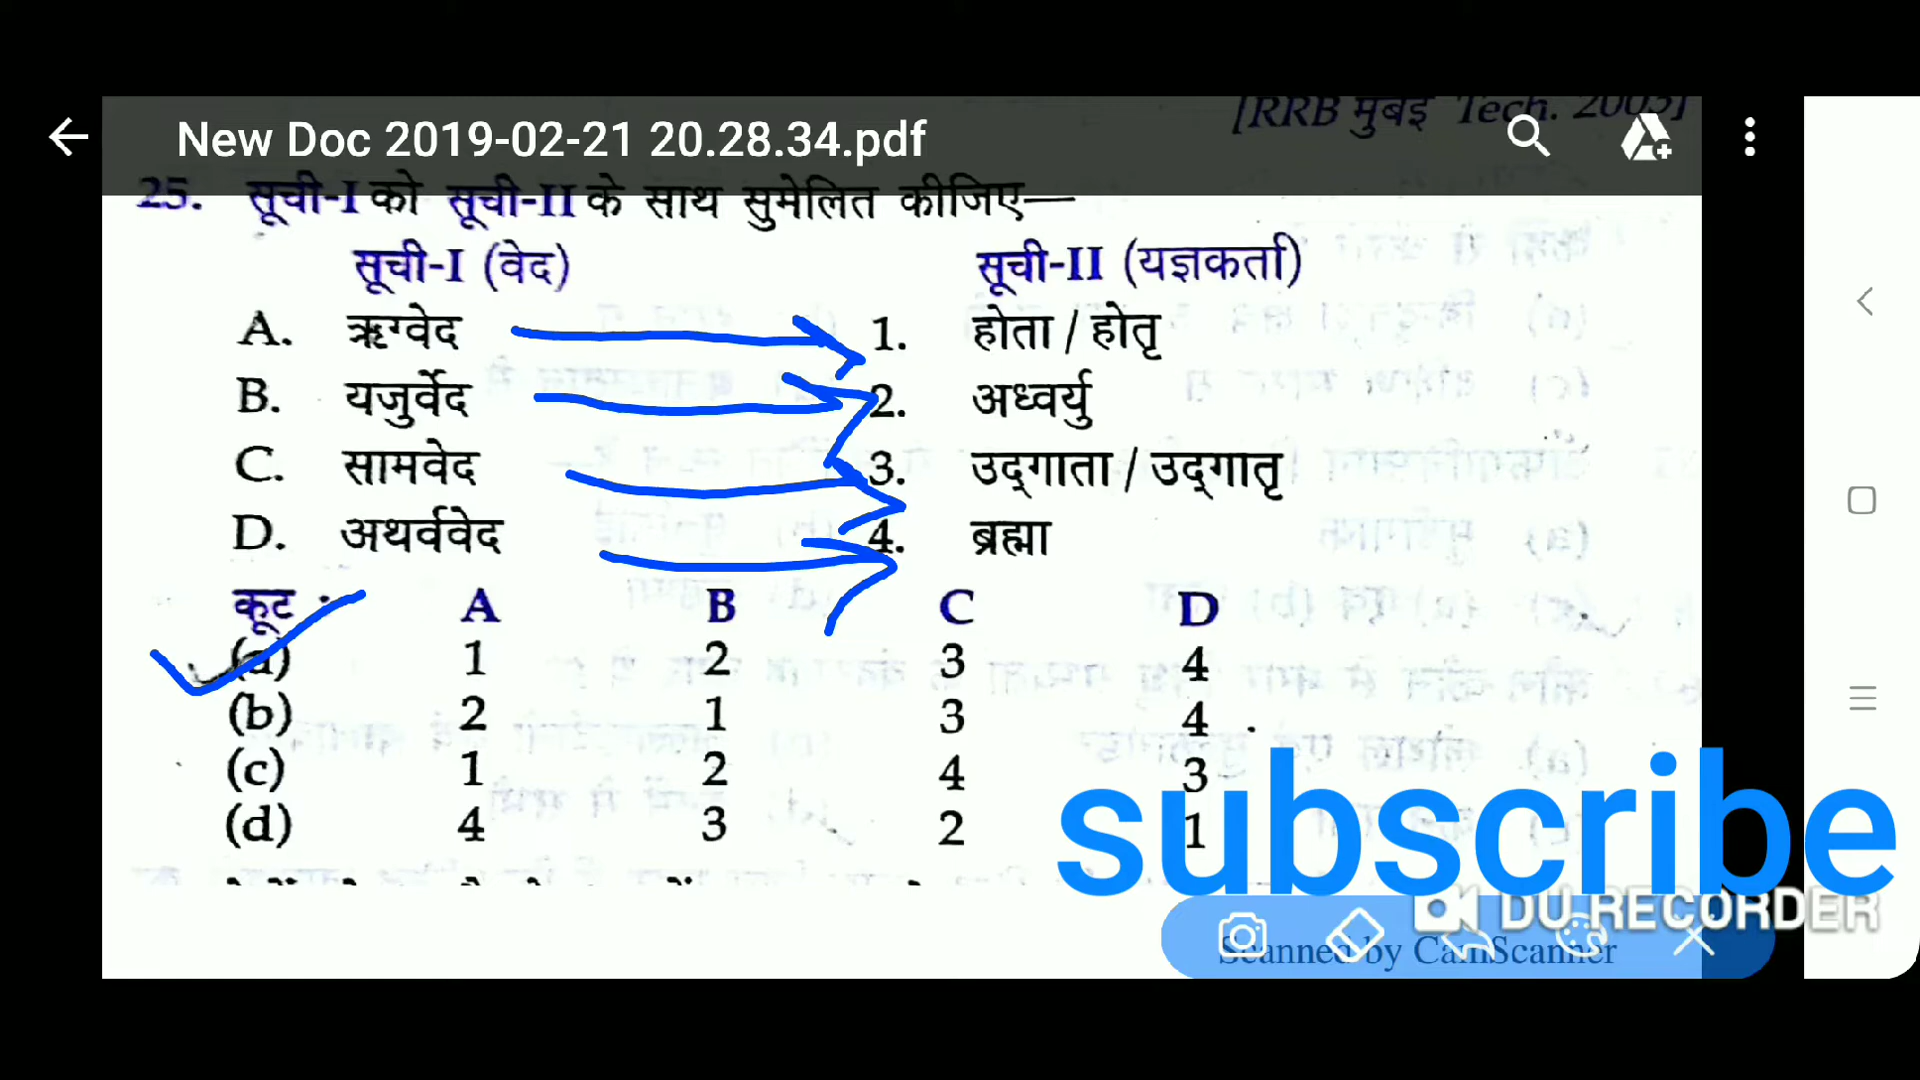 [RRB मुंबई Tech. 2005]
New Doc 2019-02-21 20.28.34.pdf
25. सूची-I को सूची-II के साथ सुमेलित कीजिए—
सूची-I (वेद) सूची-II (यज्ञकर्ता)
A. ऋग्वेद 1. होता / होतृ
B. यजुर्वेद 2. अध्वर्यु
C. सामवेद 3. उद्‌गाता / उद्‌गातृ
D. अथर्ववेद 4. ब्रह्मा
कूट : A B C D
(a) 1 2 3 4
(b) 2 1 3 4
(c) 1 2 4 3
(d) 4 3 2 1
subscribe
DU RECORDER
Scanned by CamScanner